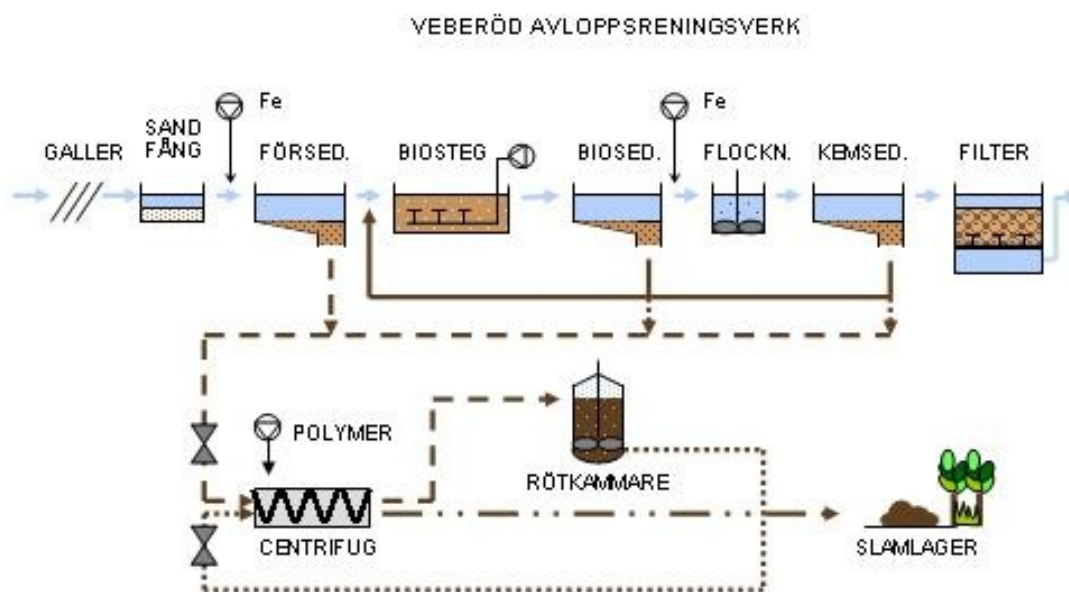 VEBERÖD AVLOPPSRENINGSVERK
Fe
Fe
SAND
FÅNG
GALLER
FÖRSED.
BIOSTEG
BIOSED.
FLOCKN.
KEMSED.
FILTER
POLYMER
RÖTKAMMARE
CENTRIFUG
SLAMLAGER